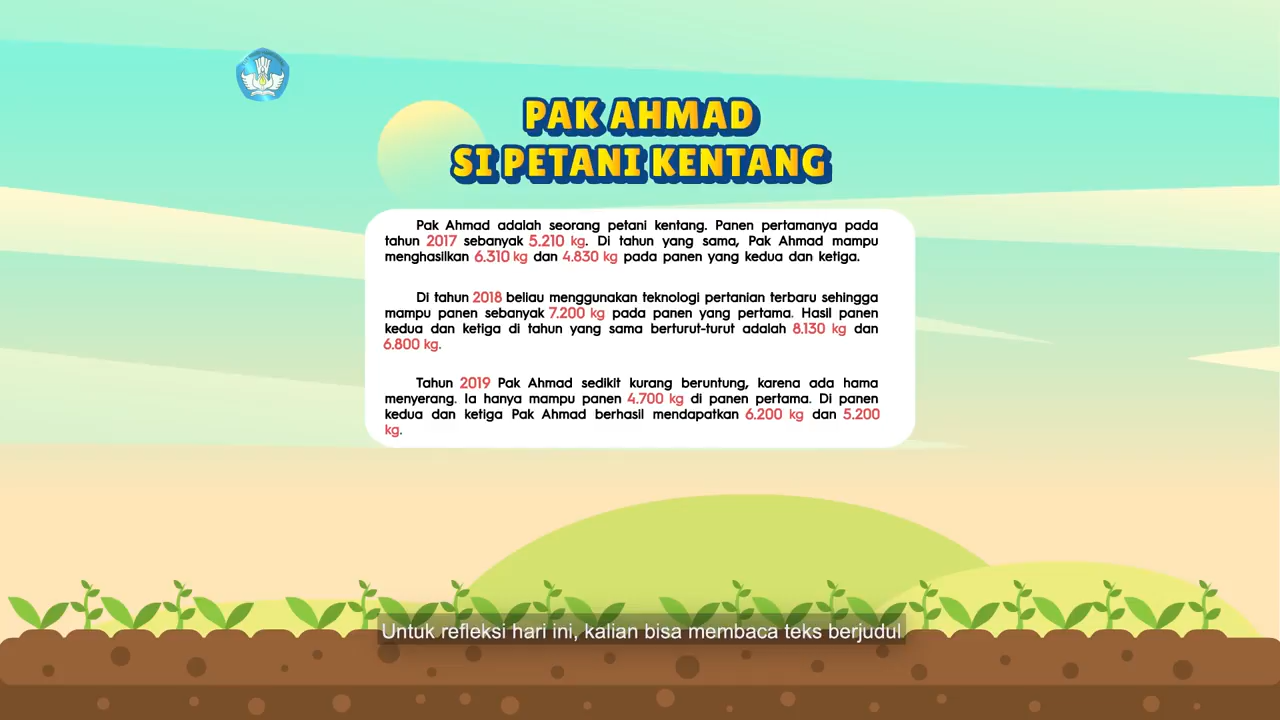 PAK AHMAD
SI PETANI KENTANG
Pak Ahmad adalah seorang petani kentang. Panen pertamanya pada
tahun 2017 sebanyak 5.210 kg. Di tahun yang sama, Pak Ahmad mampu
menghasilkan 6.310 kg dan 4.830 kg pada panen yang kedua dan ketiga.
Di tahun 2018 beliau menggunakan teknologi pertanian terbaru sehingga
mampu panen sebanyak 7.200 kg pada panen yang pertama. Hasil panen
kedua dan ketiga di tahun yang sama berturut-turut adalah 8.130 kg dan
6.800 kg.
Tahun 2019 Pak Ahmad sedikit kurang beruntung, karena ada hama
menyerang. Ia hanya mampu panen 4.700 kg di panen pertama. Di panen
kedua dan ketiga Pak Ahmad berhasil mendapatkan 6.200 kg dan 5.200
kg.
Untuk refleksi hari ini, kalian bisa membaca teks berjudul